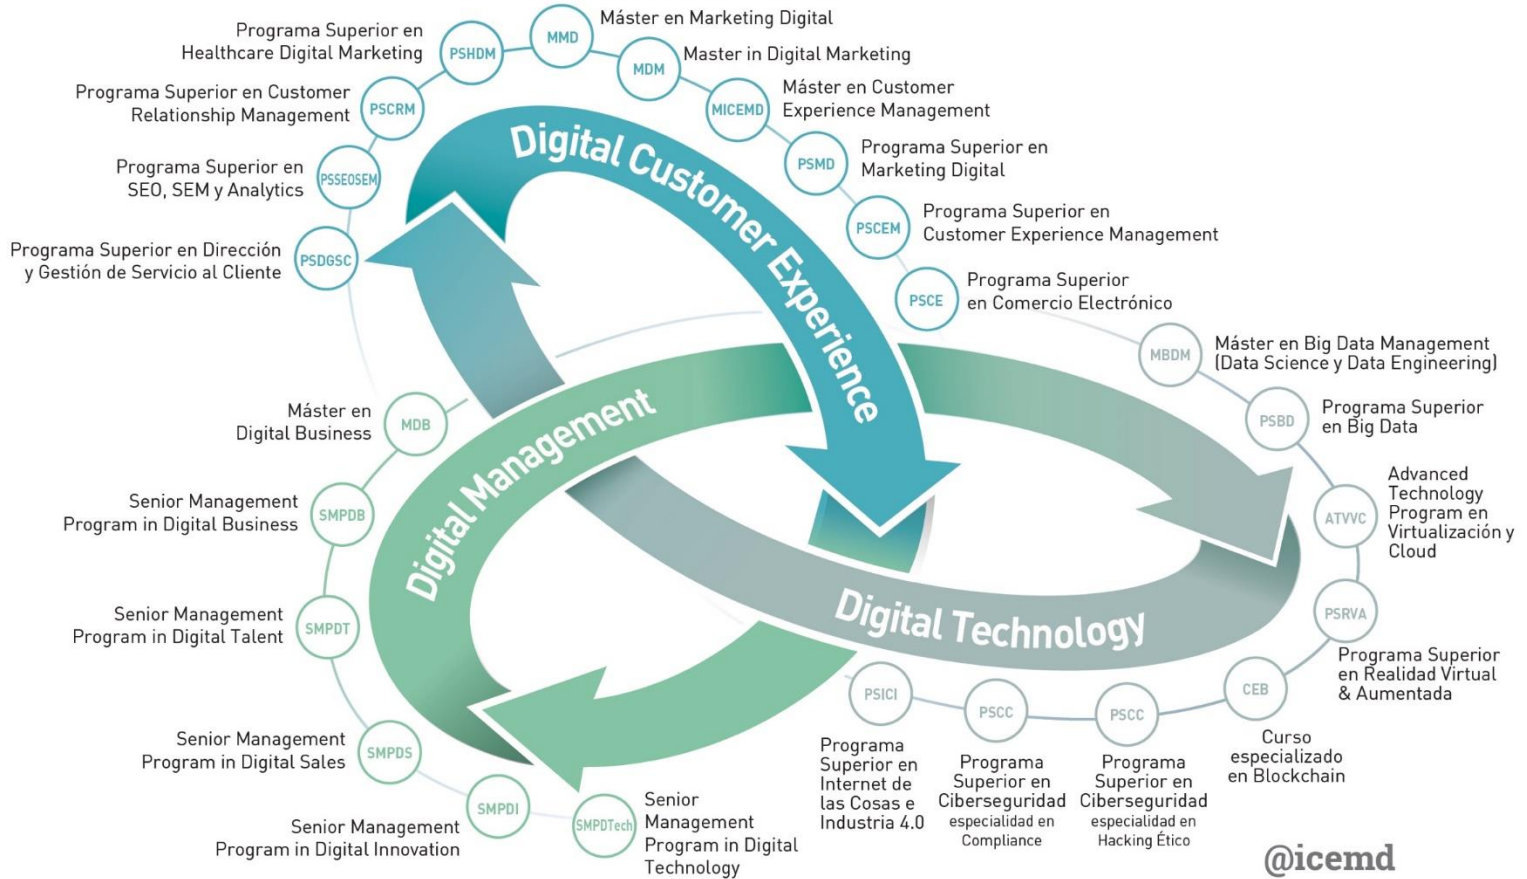 Programa Superior en
Healthcare Digital Marketing
PSHDM
MMD
Máster en Marketing Digital
MDM
Master in Digital Marketing
MICEMD
Máster en Customer
Experience Management
PSMD
Programa Superior en
Marketing Digital
PSCEM
Programa Superior en
Customer Experience Management
PSCE
Programa Superior
en Comercio Electrónico
Programa Superior en Customer
Relationship Management
PSCRM
Programa Superior en
SEO, SEM y Analytics
PSSEOSEM
Programa Superior en Dirección
y Gestión de Servicio al Cliente
PSDGSC
Digital Customer Experience
MBDM
Máster en Big Data Management
(Data Science y Data Engineering)
PSBD
Programa Superior
en Big Data
ATVVC
Advanced
Technology
Program en
Virtualización y
Cloud
PSRVA
Programa Superior
en Realidad Virtual
& Aumentada
CEB
Curso
especializado
en Blockchain
PSCC
Programa
Superior en
Ciberseguridad
especialidad en
Hacking Ético
PSCC
Programa
Superior en
Ciberseguridad
especialidad en
Compliance
PSICI
Programa
Superior en
Internet de
las Cosas e
Industria 4.0
Digital Technology
Máster en
Digital Business
MDB
Senior Management
Program in Digital Business
SMPDB
Senior Management
Program in Digital Talent
SMPDT
Senior Management
Program in Digital Sales
SMPDS
Senior Management
Program in Digital Innovation
SMPDI
SMPDTech
Senior
Management
Program in Digital
Technology
Digital Management
@icemd